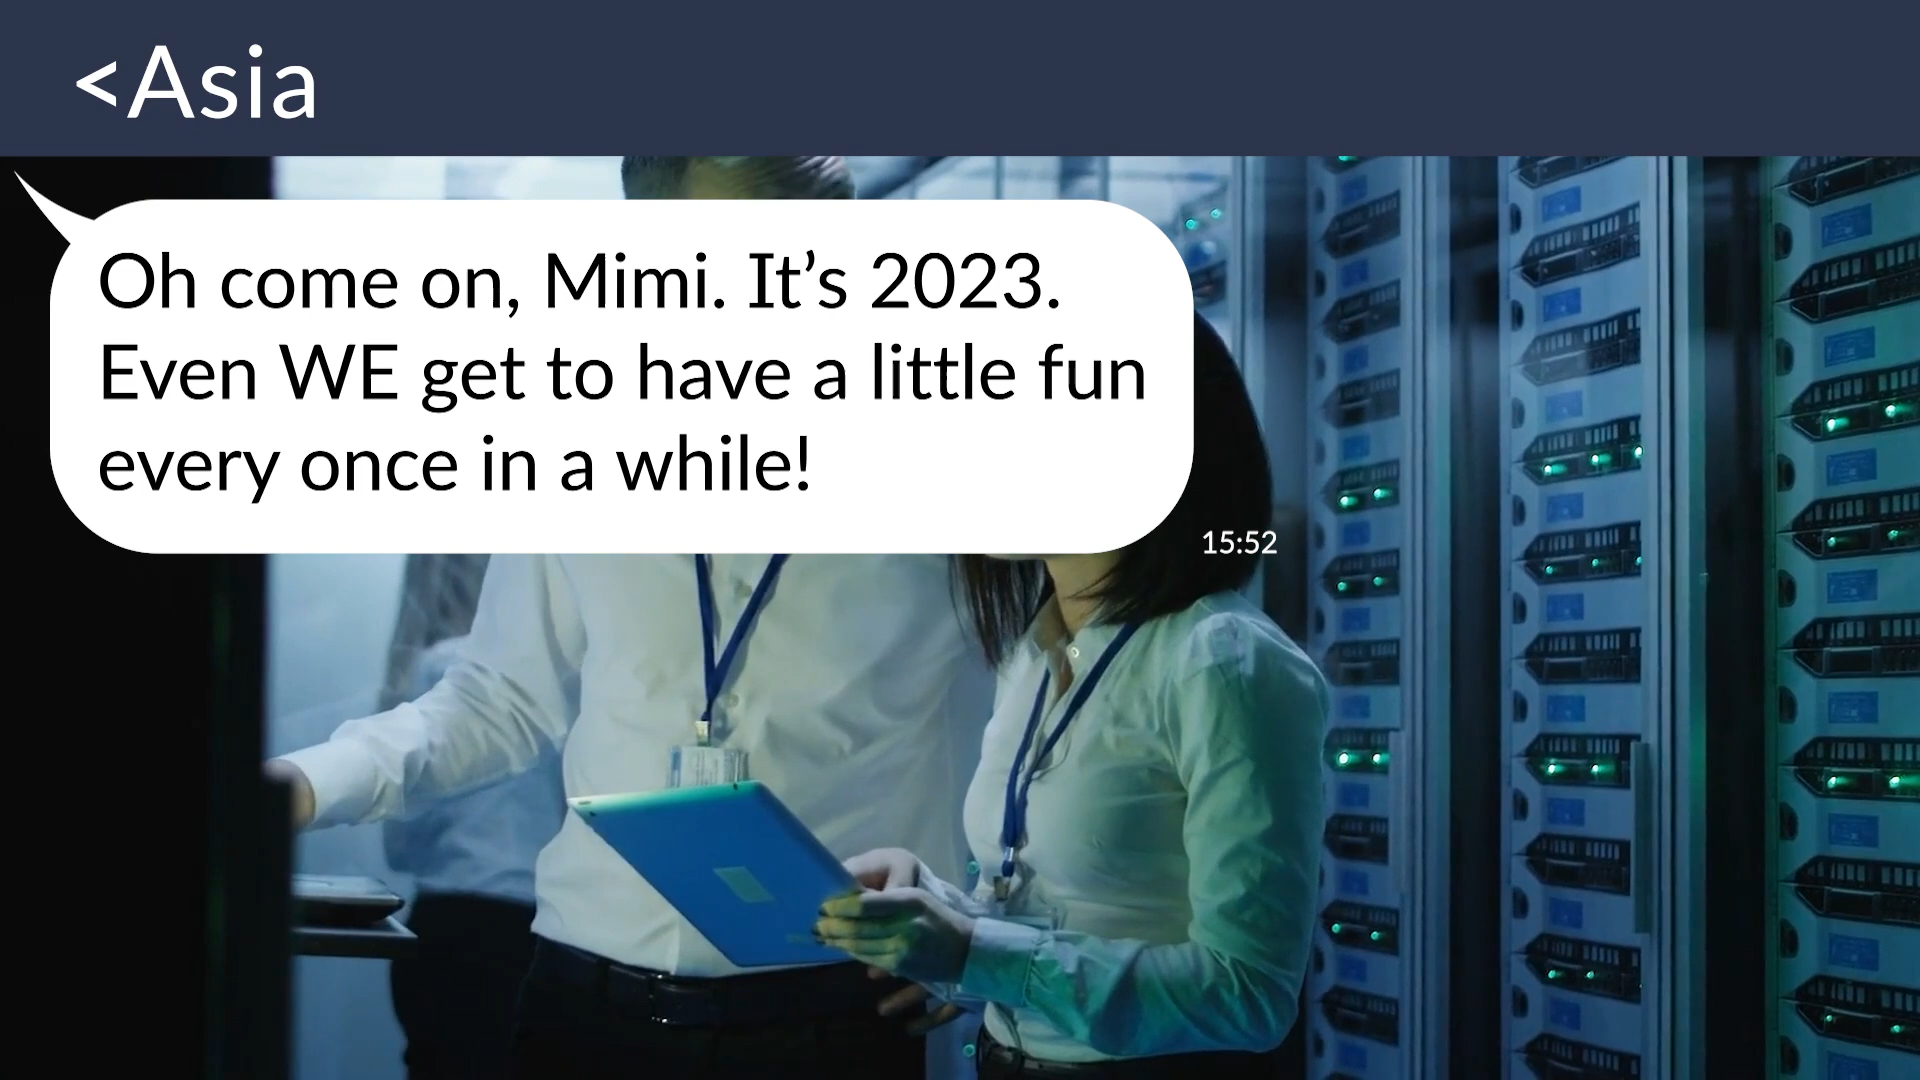 <Asia
Oh come on, Mimi. It’s 2023.
Even WE get to have a little fun
every once in a while!
15:52